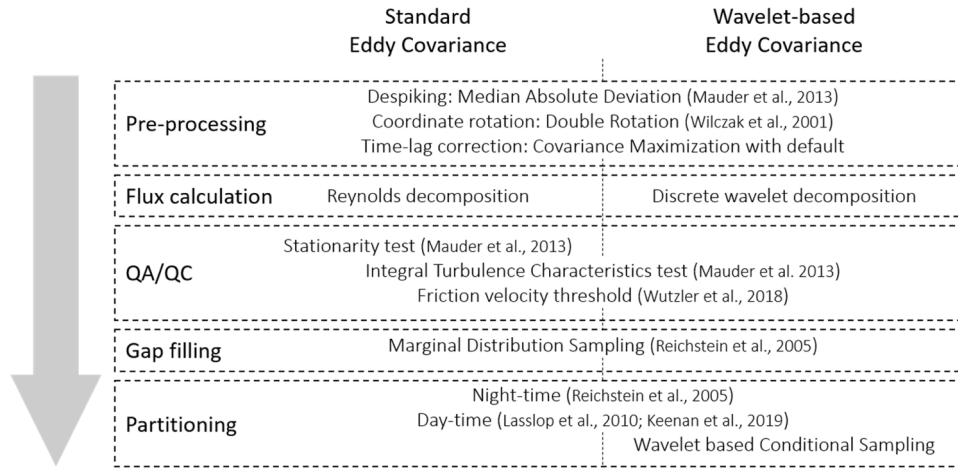 Standard
Eddy Covariance
Wavelet-based
Eddy Covariance
Pre-processing
Despiking: Median Absolute Deviation (Mauder et al., 2013)
Coordinate rotation: Double Rotation (Wilczak et al., 2001)
Time-lag correction: Covariance Maximization with default
Flux calculation
Reynolds decomposition
Discrete wavelet decomposition
QA/QC
Stationarity test (Mauder et al., 2013)
Integral Turbulence Characteristics test (Mauder et al. 2013)
Friction velocity threshold (Wutzler et al., 2018)
Gap filling
Marginal Distribution Sampling (Reichstein et al., 2005)
Partitioning
Night-time (Reichstein et al., 2005)
Day-time (Lasslop et al., 2010; Keenan et al., 2019)
Wavelet based Conditional Sampling